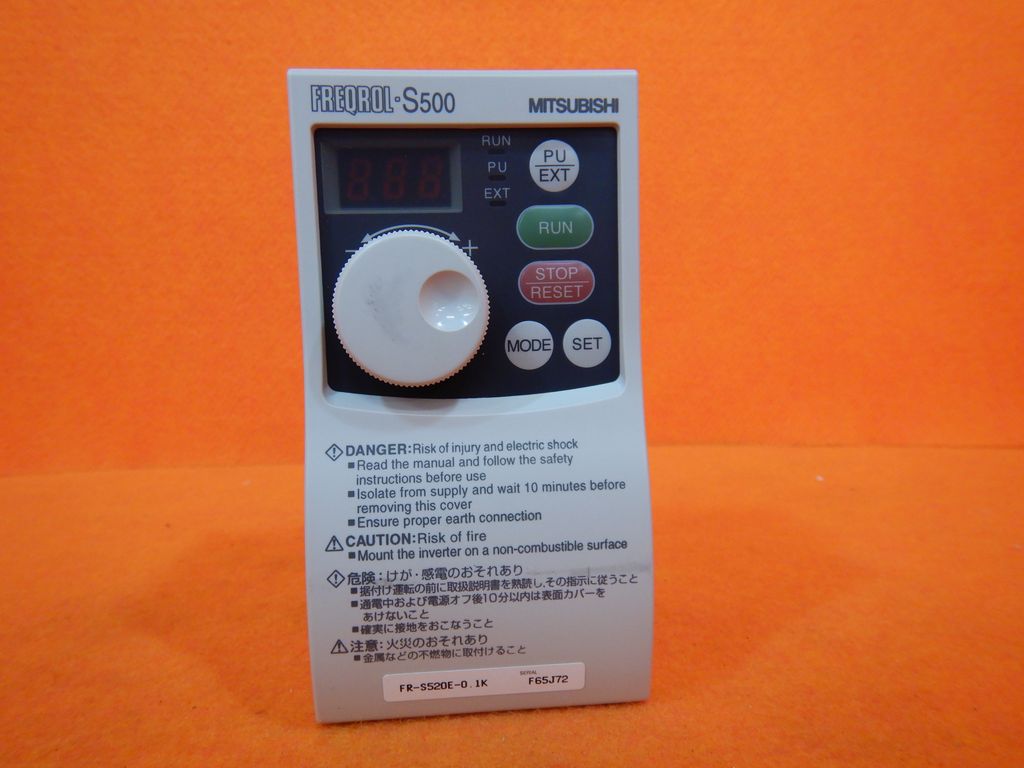 FREQROL-S500
MITSUBISHI
RUN
PU
EXT
PU
EXT
RUN
- +
STOP
RESET
MODE
SET
DANGER:Risk of injury and electric shock
■Read the manual and follow the safety
instructions before use
■Isolate from supply and wait 10 minutes before
removing this cover
■Ensure proper earth connection
CAUTION:Risk of fire
■Mount the inverter on a non-combustible surface
危険:けが・感電のおそれあり
■据付け運転の前に取扱説明書を熟読し,その指示に従うこと
■通電中および電源オフ後10分以内は表面カバーを
あけないこと
■確実に接地をおこなうこと
注意:火災のおそれあり
■金属などの不燃物に取付けること
SERIAL
FR-S520E-0.1K F65J72